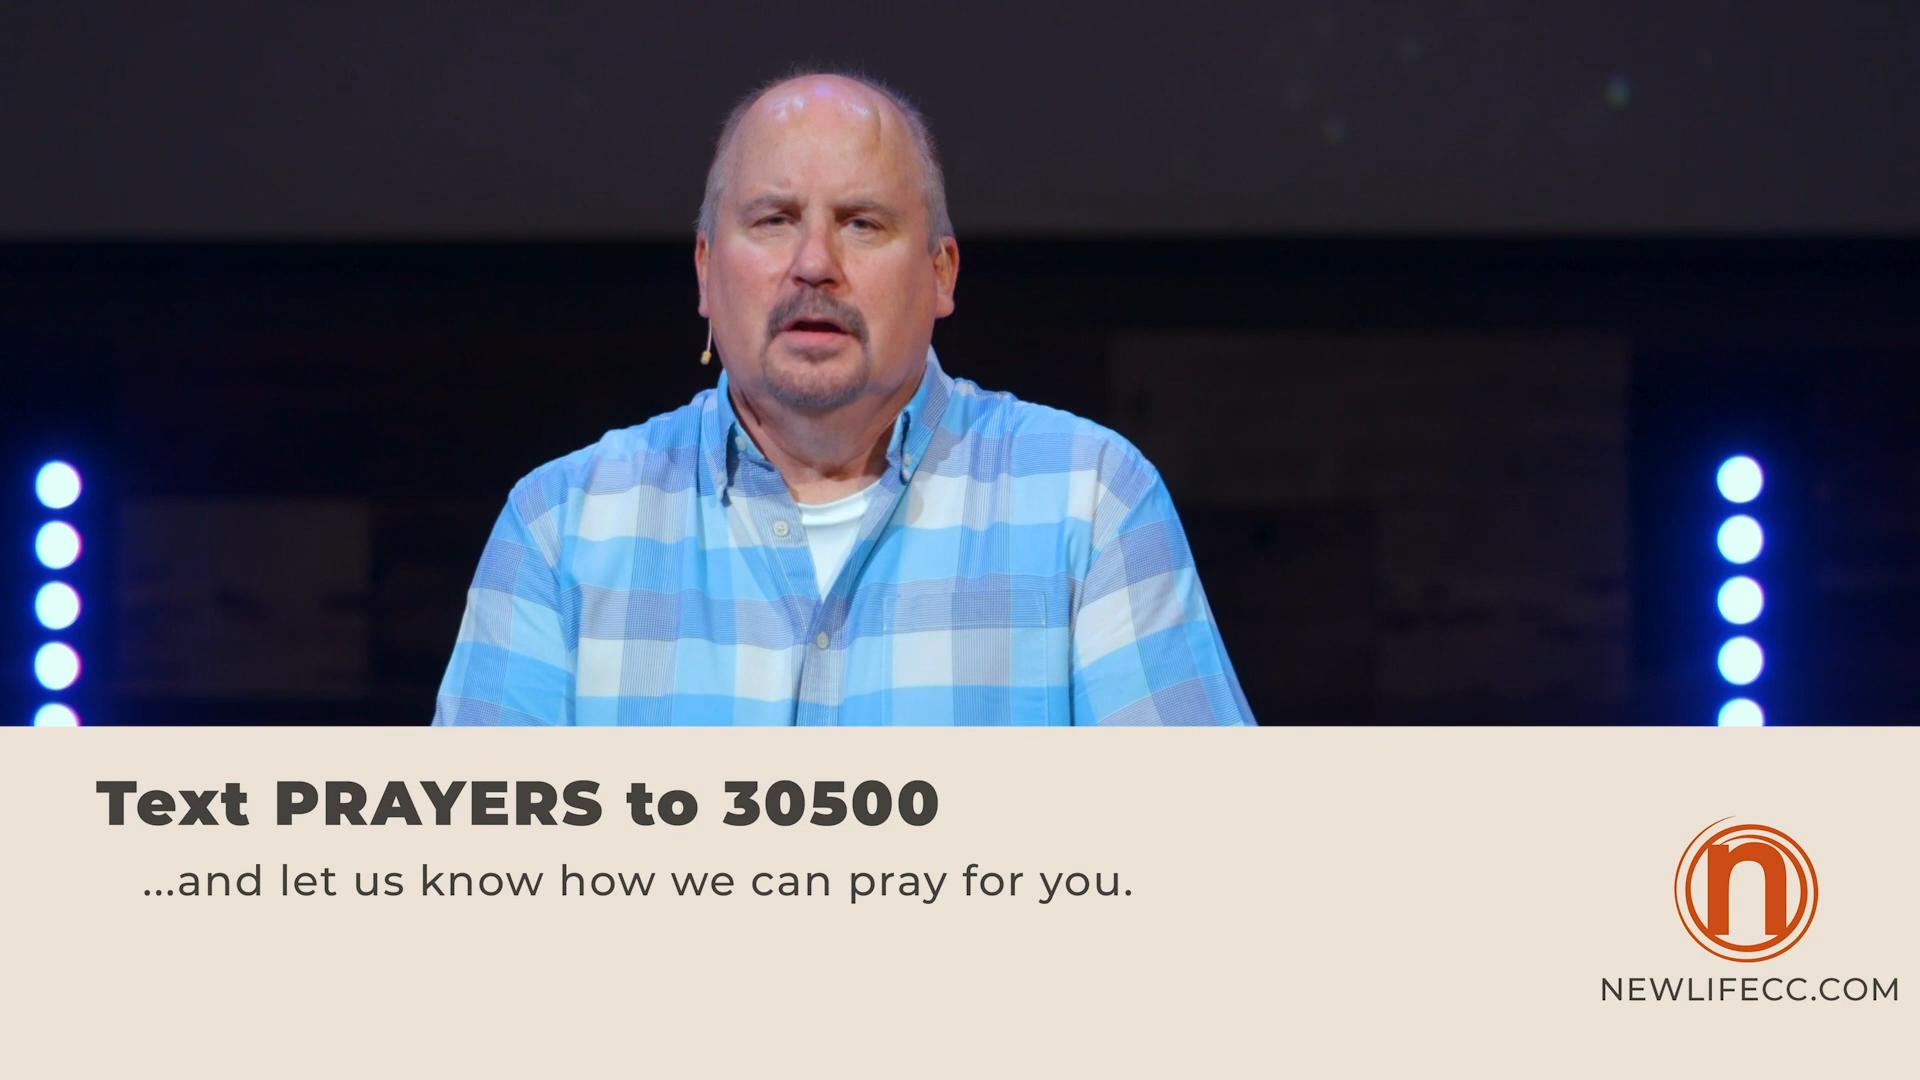 Text PRAYERS to 30500
...and let us know how we can pray for you.
n
NEWLIFECC.COM